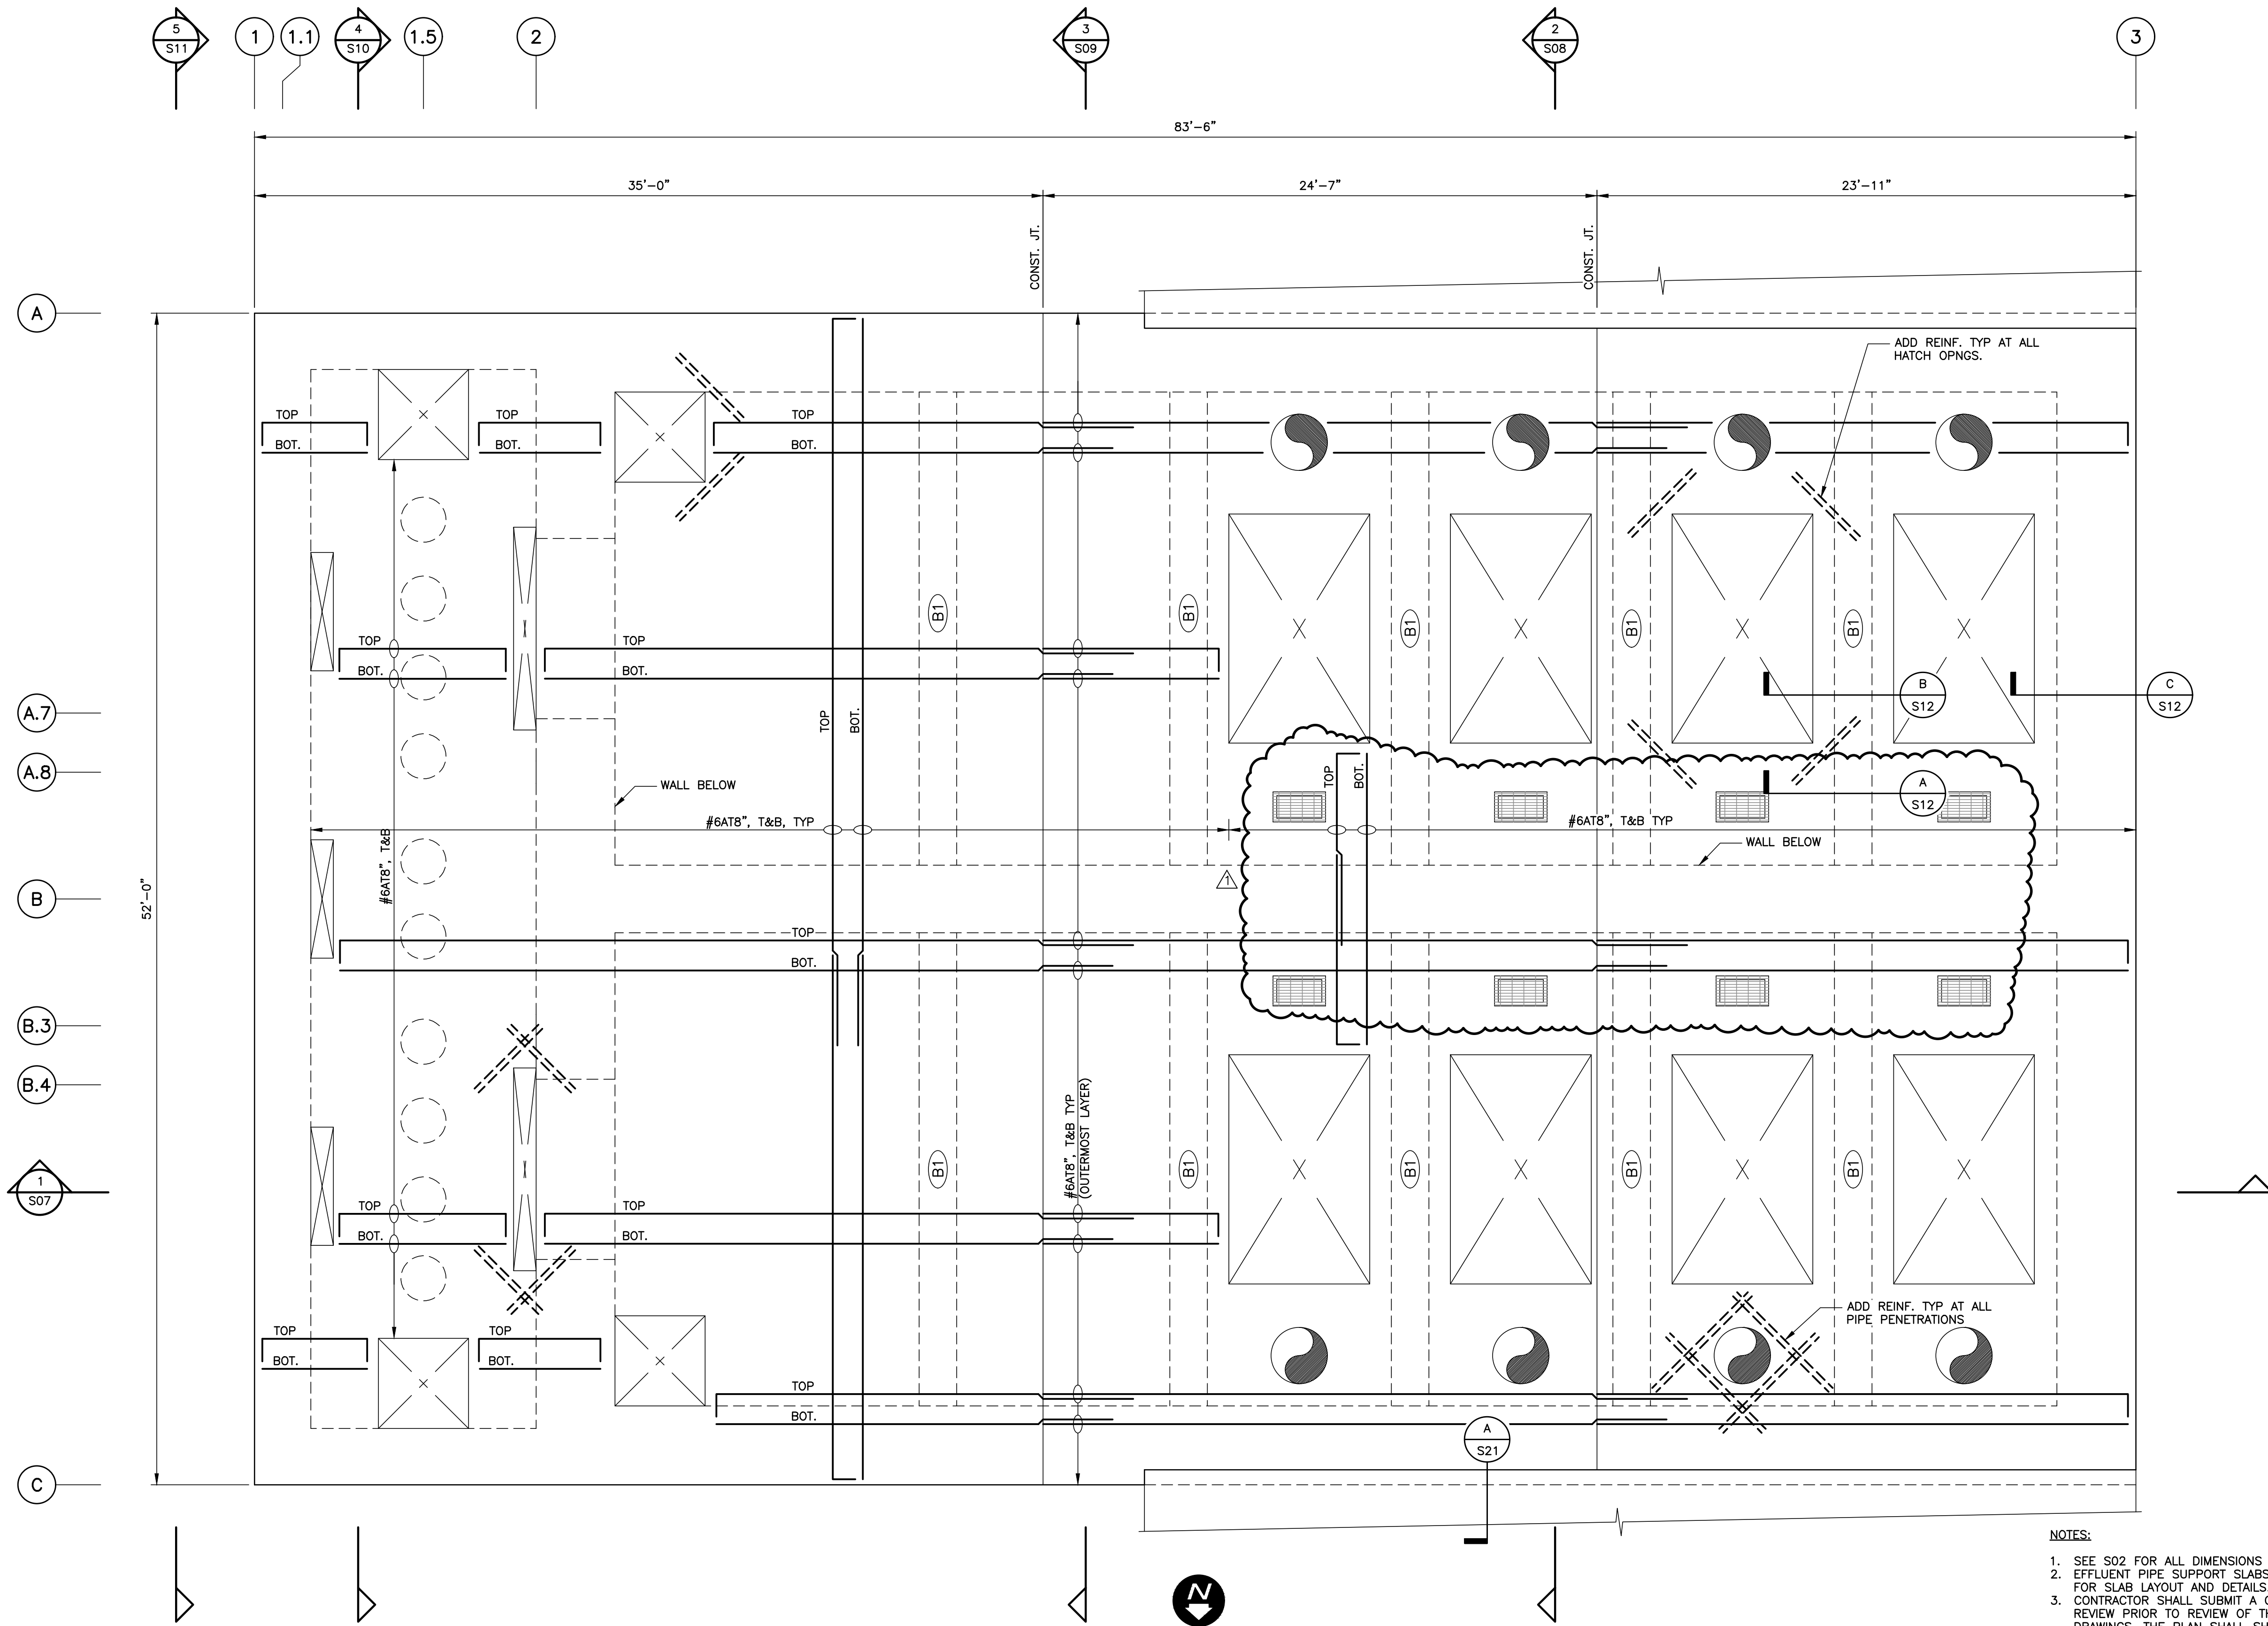 5
S11
1
1.1
4
S10
1.5
2
3
S09
2
S08
3
83'-6"
35'-0"
24'-7"
23'-11"
CONST. JT.
CONST. JT.
A
ADD REINF. TYP AT ALL
HATCH OPNGS.
TOP
TOP
TOP
BOT.
BOT.
BOT.
B1
B1
B1
B1
B1
TOP
TOP
BOT.
BOT.
B
S12
C
S12
A.7
TOP
BOT.
A.8
TOP
BOT.
WALL BELOW
A
S12
#6AT8", T&B, TYP
#6AT8", T&B TYP
WALL BELOW
#6AT8", T&B
1
B
52'-0"
TOP
BOT.
B.3
B.4
#6AT8", T&B TYP
(OUTERMOST LAYER)
B1
B1
B1
B1
B1
1
S07
TOP
TOP
BOT.
BOT.
ADD REINF. TYP AT ALL
PIPE PENETRATIONS
TOP
TOP
BOT.
BOT.
TOP
BOT.
A
S21
C
N
NOTES:
1. SEE S02 FOR ALL DIMENSIONS
2. EFFLUENT PIPE SUPPORT SLABS
FOR SLAB LAYOUT AND DETAILS
3. CONTRACTOR SHALL SUBMIT A
REVIEW PRIOR TO REVIEW OF
DRAWINGS. THE PLAN SHALL